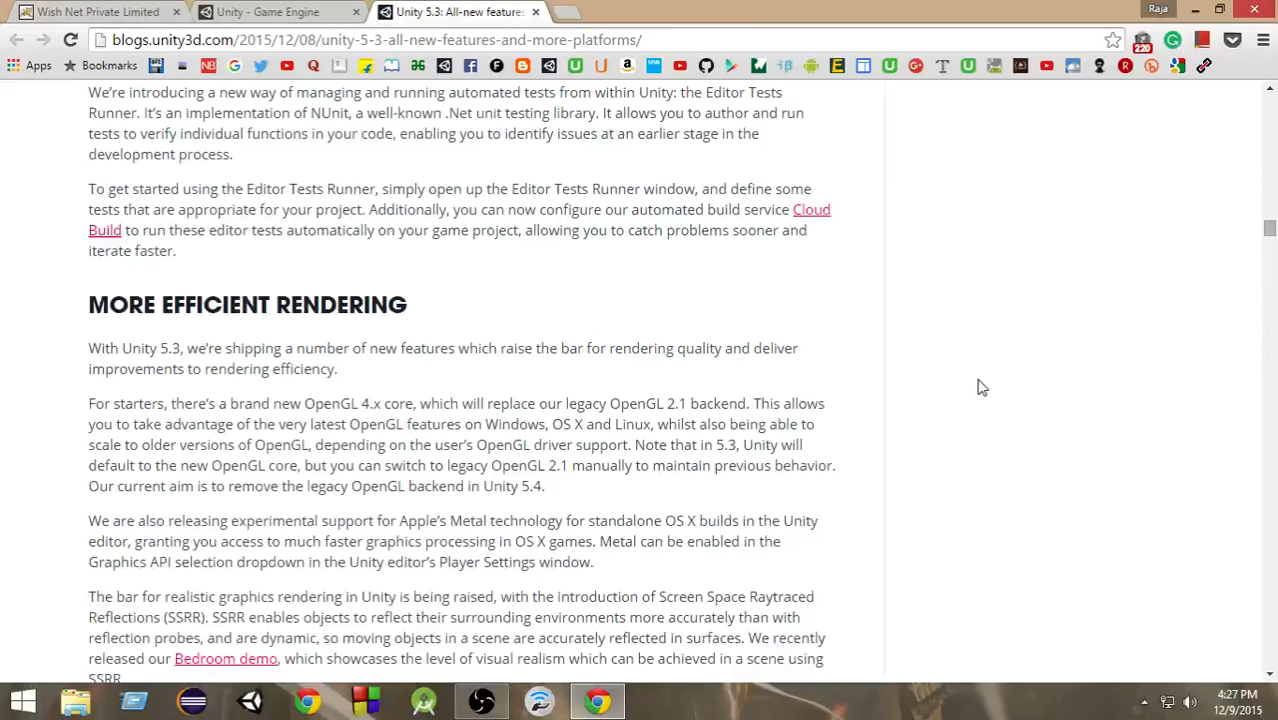 Wish Net Private Limited
Unity - Game Engine
Unity 5.3: All-new feature
Raja
blogs.unity3d.com/2015/12/08/unity-5-3-all-new-features-and-more-platforms/
220
Apps
Bookmarks
We're introducing a new way of managing and running automated tests from within Unity: the Editor Tests
Runner. It's an implementation of NUnit, a well-known .Net unit testing library. It allows you to author and run
tests to verify individual functions in your code, enabling you to identify issues at an earlier stage in the
development process.
To get started using the Editor Tests Runner, simply open up the Editor Tests Runner window, and define some
tests that are appropriate for your project. Additionally, you can now configure our automated build service Cloud
Build to run these editor tests automatically on your game project, allowing you to catch problems sooner and
iterate faster.
MORE EFFICIENT RENDERING
With Unity 5.3, we're shipping a number of new features which raise the bar for rendering quality and deliver
improvements to rendering efficiency.
For starters, there's a brand new OpenGL 4.x core, which will replace our legacy OpenGL 2.1 backend. This allows
you to take advantage of the very latest OpenGL features on Windows, OS X and Linux, whilst also being able to
scale to older versions of OpenGL, depending on the user's OpenGL driver support. Note that in 5.3, Unity will
default to the new OpenGL core, but you can switch to legacy OpenGL 2.1 manually to maintain previous behavior.
Our current aim is to remove the legacy OpenGL backend in Unity 5.4.
We are also releasing experimental support for Apple's Metal technology for standalone OS X builds in the Unity
editor, granting you access to much faster graphics processing in OS X games. Metal can be enabled in the
Graphics API selection dropdown in the Unity editor's Player Settings window.
The bar for realistic graphics rendering in Unity is being raised, with the introduction of Screen Space Raytraced
Reflections (SSRR). SSRR enables objects to reflect their surrounding environments more accurately than with
reflection probes, and are dynamic, so moving objects in a scene are accurately reflected in surfaces. We recently
released our Bedroom demo, which showcases the level of visual realism which can be achieved in a scene using
SSRR.
4:27 PM
12/9/2015